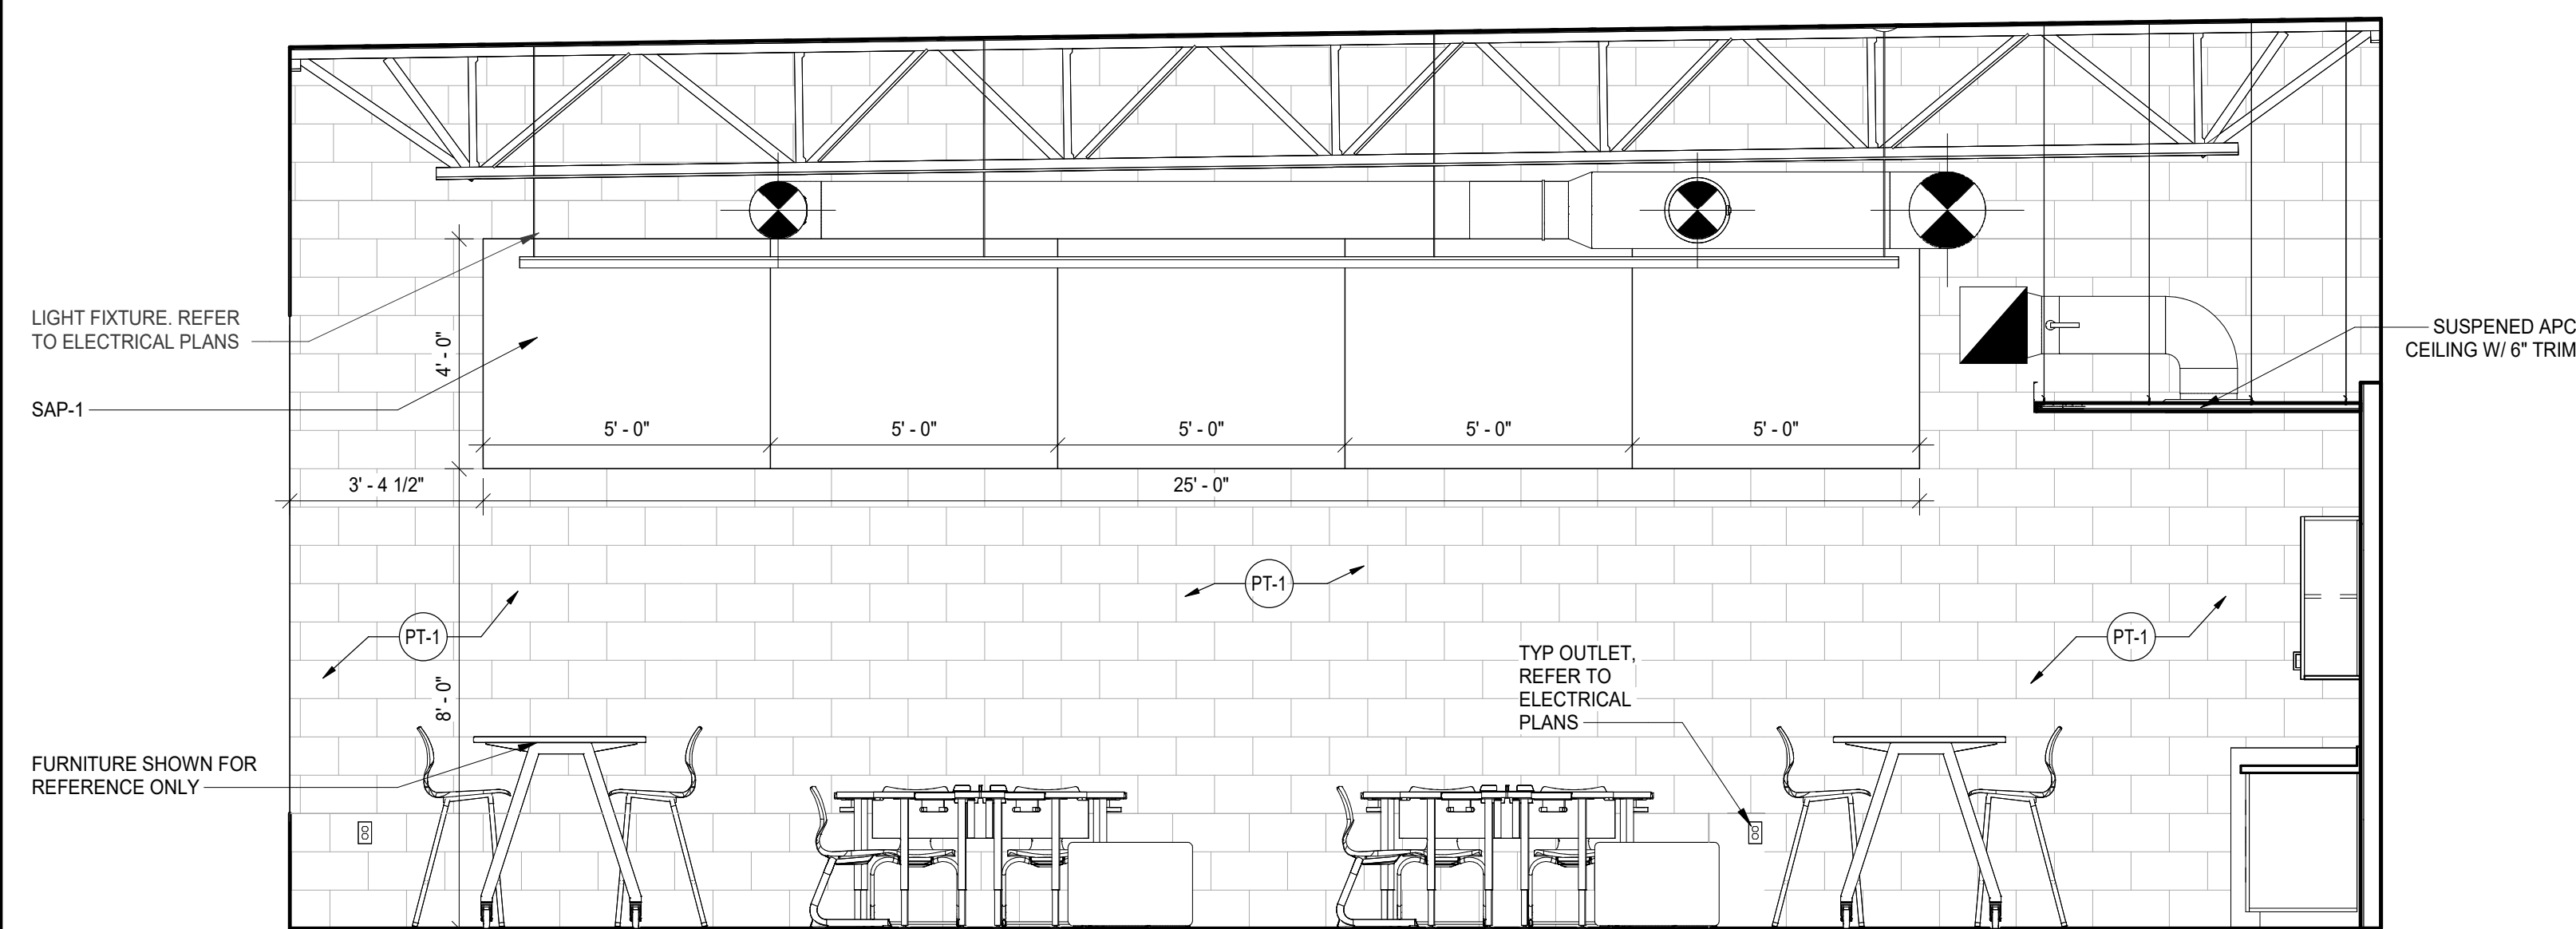 LIGHT FIXTURE. REFER
TO ELECTRICAL PLANS
SAP-1
4' - 0"
5' - 0"
5' - 0"
5' - 0"
5' - 0"
5' - 0"
3' - 4 1/2"
25' - 0"
SUSPENED APC
CEILING W/ 6" TRIM
PT-1
PT-1
PT-1
8' - 0"
TYP OUTLET,
REFER TO
ELECTRICAL
PLANS
FURNITURE SHOWN FOR
REFERENCE ONLY